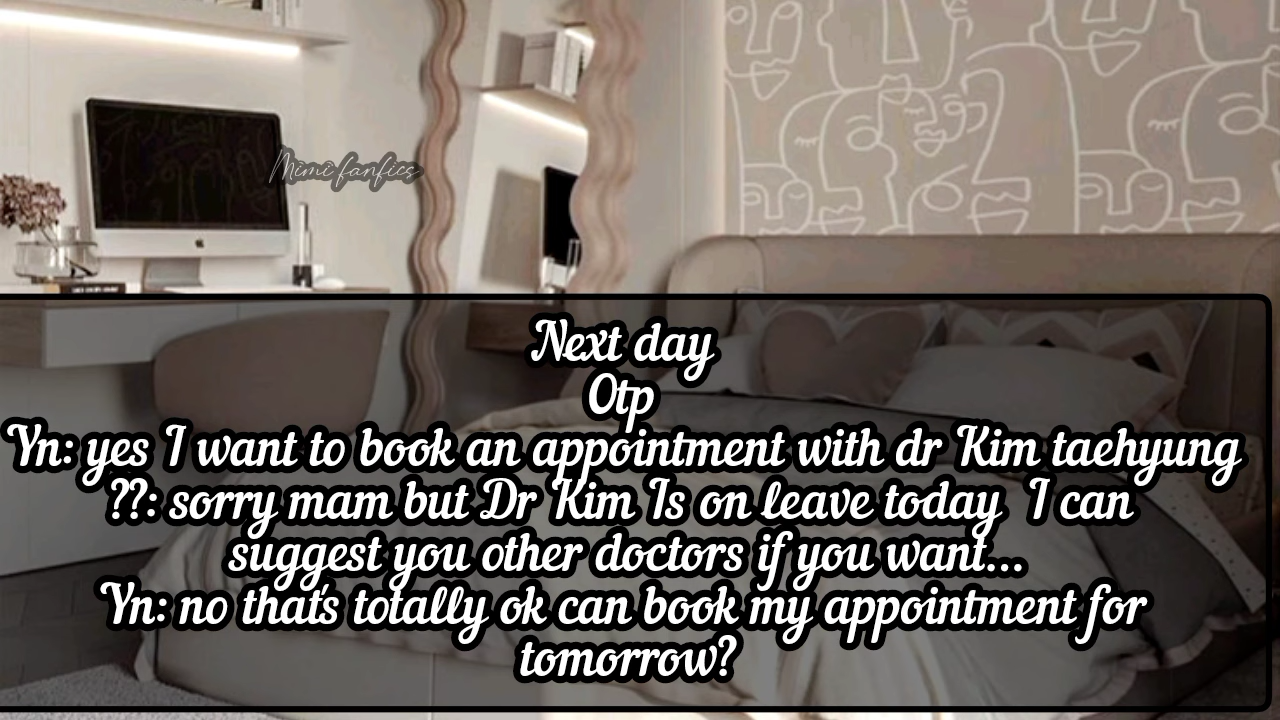 Mimi fanfics
Next day
Otp
Yn: yes I want to book an appointment with dr Kim taehyung
??: sorry mam but Dr Kim Is on leave today I can
suggest you other doctors if you want...
Yn: no that's totally ok can book my appointment for
tomorrow?